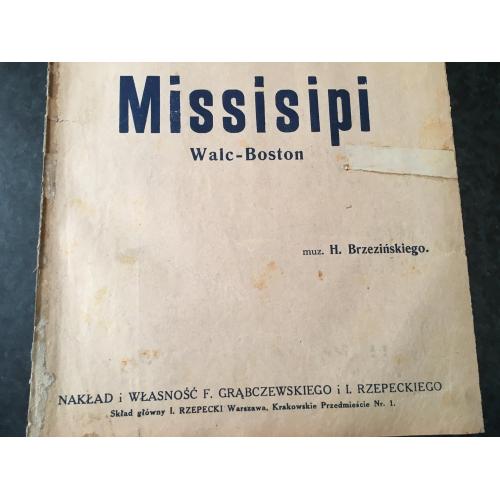 Missisipi
Walc-Boston
muz. H. Brzezińskiego.
NAKŁAD i WŁASNOŚĆ F. GRĄBCZEWSKIEGO i I. RZEPECKIEGO
Skład główny I. RZEPECKI Warszawa, Krakowskie Przedmieście Nr. 1.